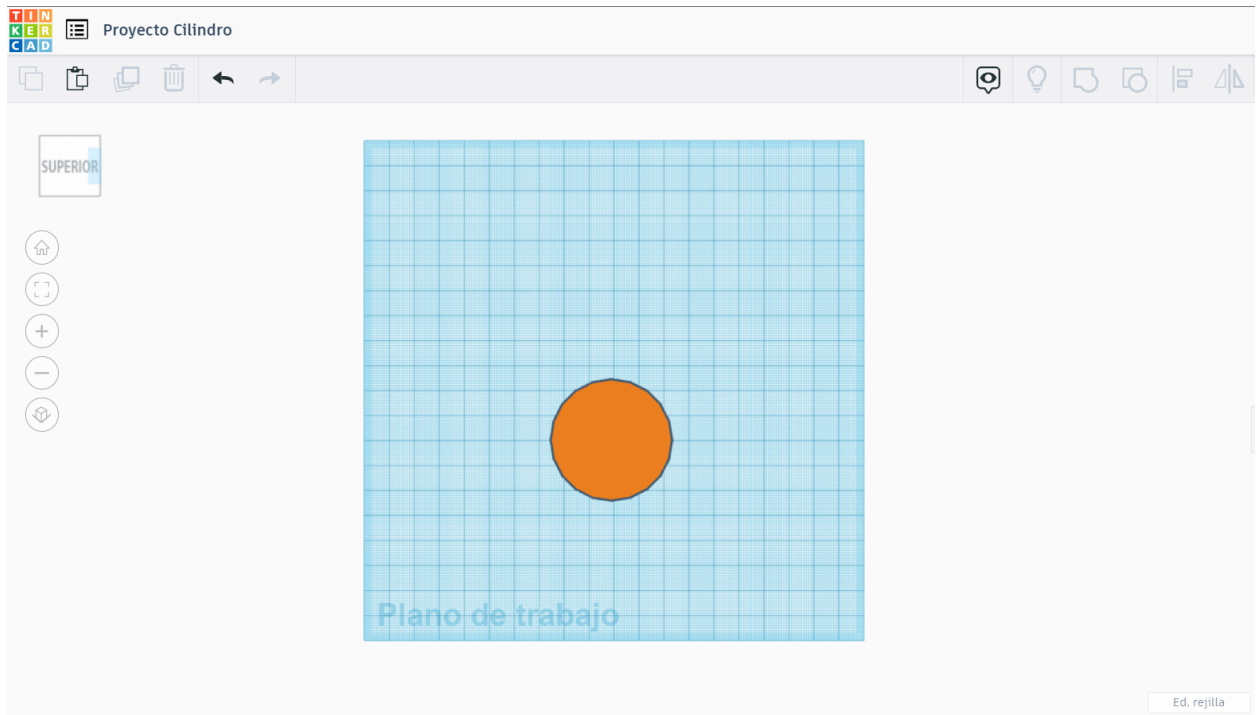 TIN
KER
CAD
Proyecto Cilindro
SUPERIOR
Plano de trabajo
Ed. rejilla